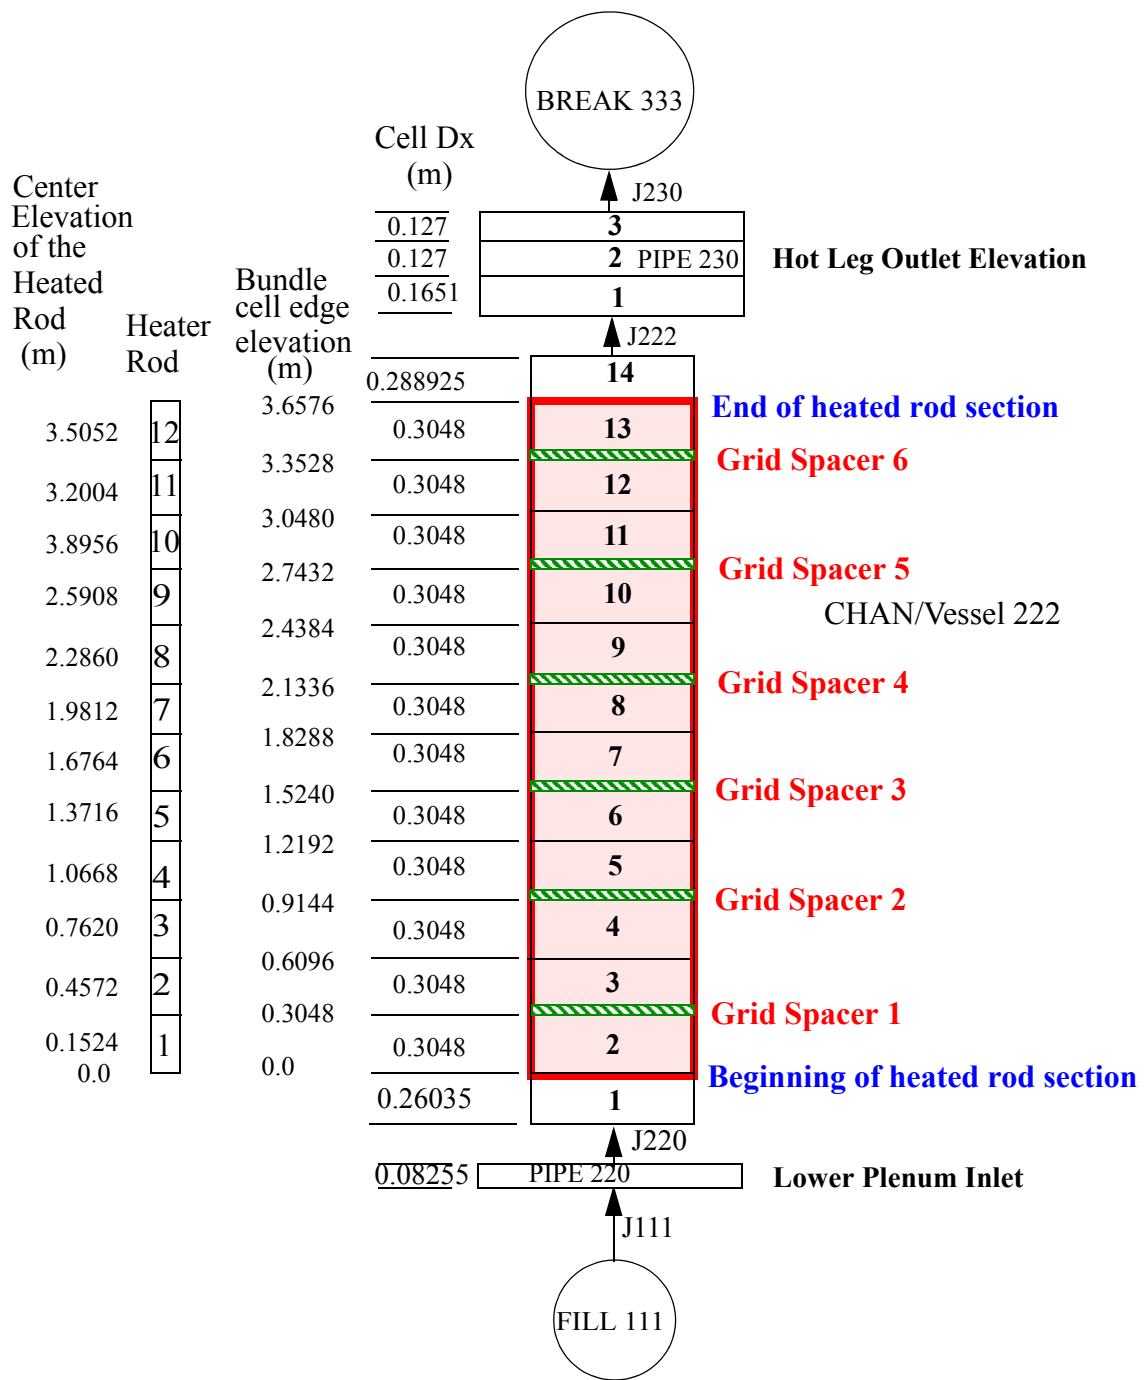 BREAK 333
Cell Dx
(m)
J230
Center
Elevation
of the
Heated
Rod
(m)
Heater
Rod
Bundle
cell edge
elevation
(m)
0.127
3
0.127
2
PIPE 230
Hot Leg Outlet Elevation
0.1651
1
J222
0.288925
14
3.6576
End of heated rod section
3.5052
12
0.3048
13
3.3528
Grid Spacer 6
3.2004
11
0.3048
12
3.0480
3.8956
10
0.3048
11
2.7432
Grid Spacer 5
2.5908
9
0.3048
10
CHAN/Vessel 222
2.4384
2.2860
8
0.3048
9
2.1336
Grid Spacer 4
1.9812
7
0.3048
8
1.8288
1.6764
6
0.3048
7
1.5240
Grid Spacer 3
1.3716
5
0.3048
6
1.2192
1.0668
4
0.3048
5
0.9144
Grid Spacer 2
0.7620
3
0.3048
4
0.6096
0.4572
2
0.3048
3
0.3048
Grid Spacer 1
0.1524
1
0.3048
2
0.0
0.0
Beginning of heated rod section
0.26035
1
J220
0.08255
PIPE 220
Lower Plenum Inlet
J111
FILL 111